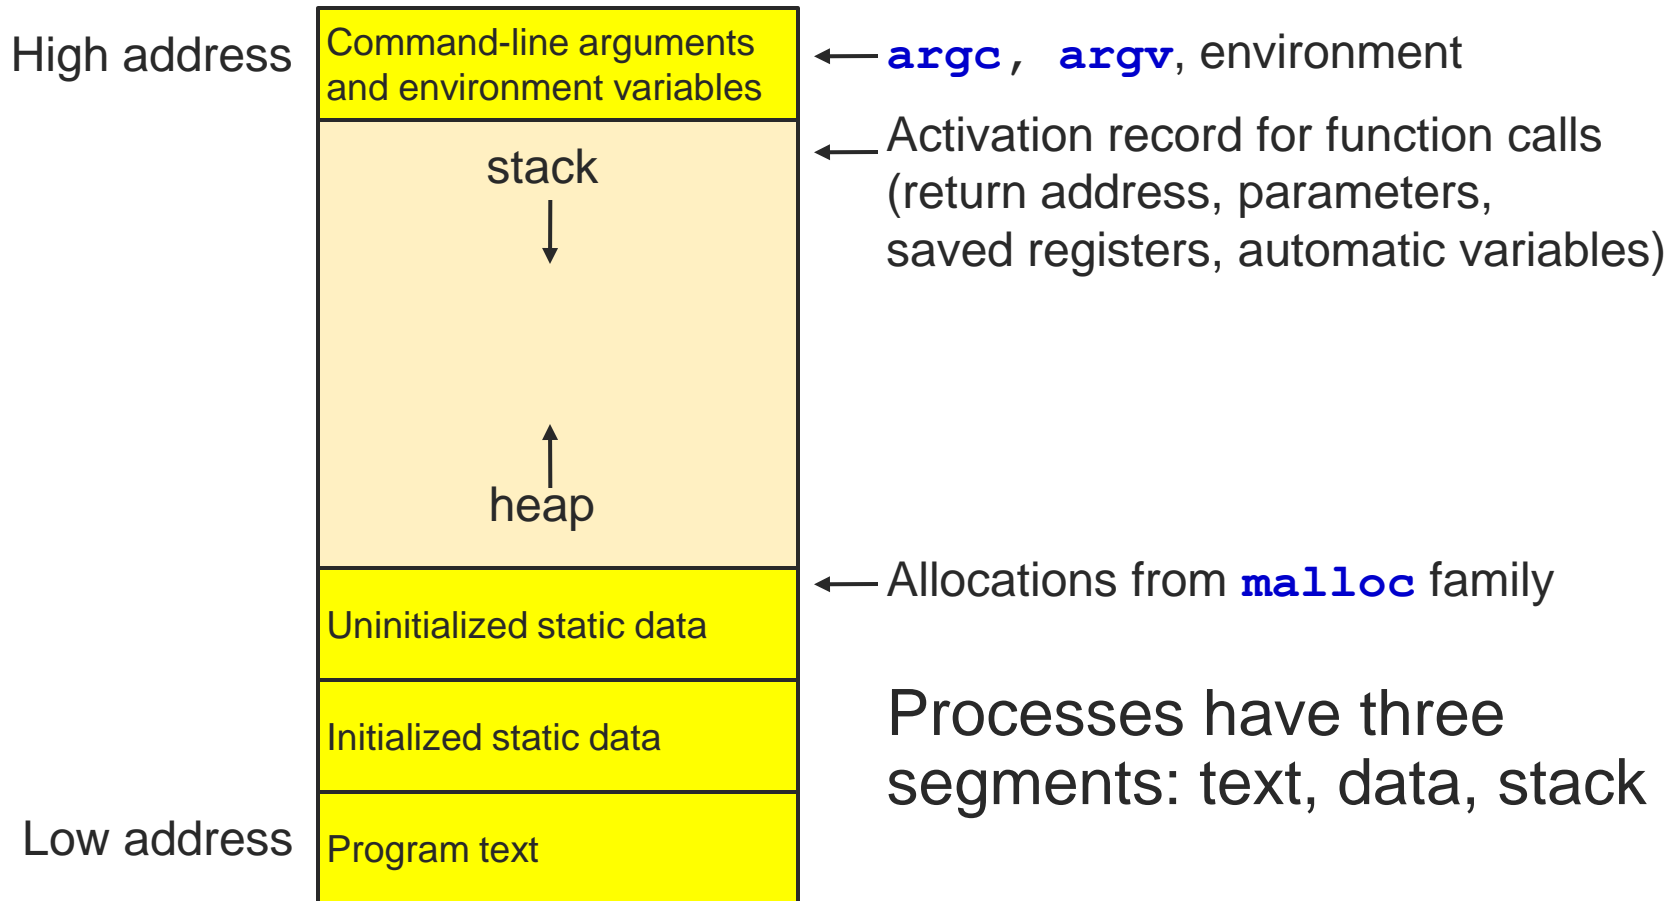 High address
Command-line arguments
and environment variables
argc, argv, environment
Activation record for function calls
(return address, parameters,
saved registers, automatic variables)
stack
heap
Allocations from malloc family
Uninitialized static data
Initialized static data
Processes have three
segments: text, data, stack
Low address
Program text